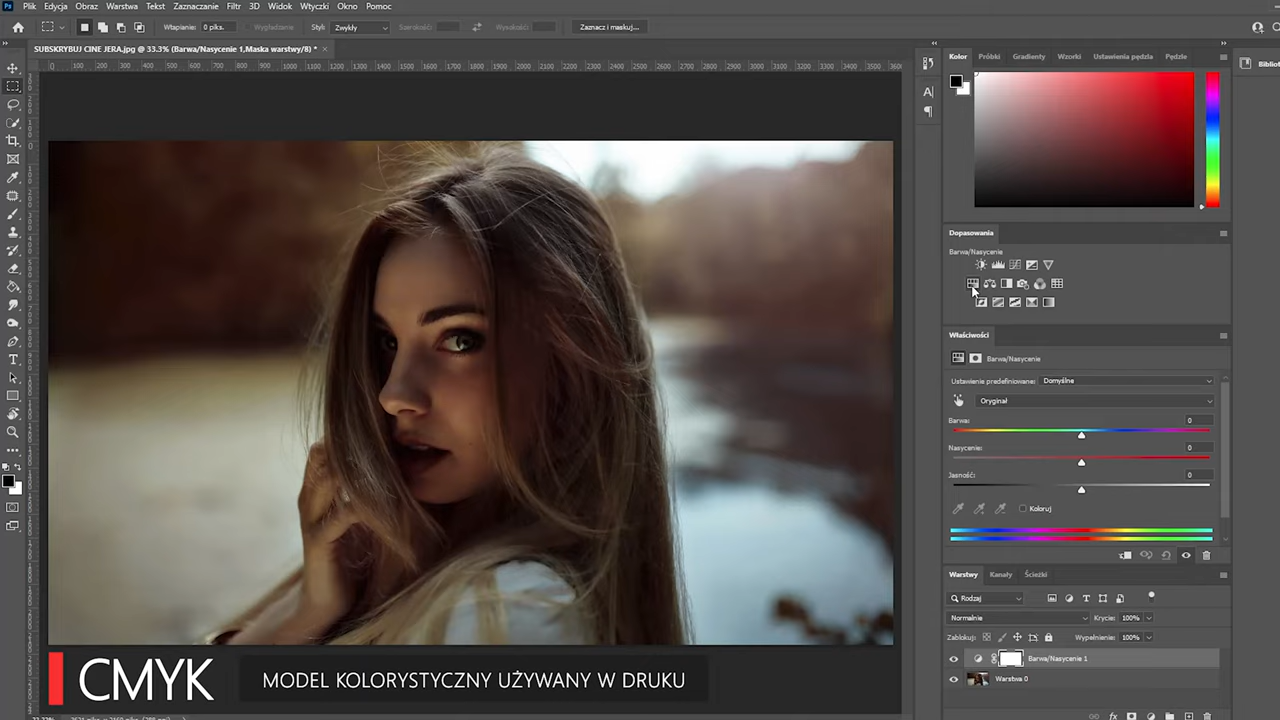 Plik Edycja Obraz Warstwa Tekst Zaznaczanie Filtr 3D Widok Wtyczki Okno Pomoc
Wtapianie: 0 piks. Wygładzanie Styl: Zwykły Szerokość: Wysokość: Zaznacz i maskuj...
SUBSKRYBUJ CINE JERA.jpg @ 33.3% (Barwa/Nasycenie 1,Maska warstwy/8) *
Kolor Próbki Gradienty Wzorki Ustawienia pędzla Pędzle
Dopasowania
Barwa/Nasycenie
Właściwości
Barwa/Nasycenie
Ustawienie predefiniowane: Domyślne
Oryginał
Barwa: 0
Nasycenie: 0
Jasność: 0
Koloruj
Warstwy Kanały Ścieżki
Rodzaj
Normalnie Krycie: 100%
Zablokuj: Wypełnienie: 100%
Barwa/Nasycenie 1
Warstwa 0
CMYK MODEL KOLORYSTYCZNY UŻYWANY W DRUKU